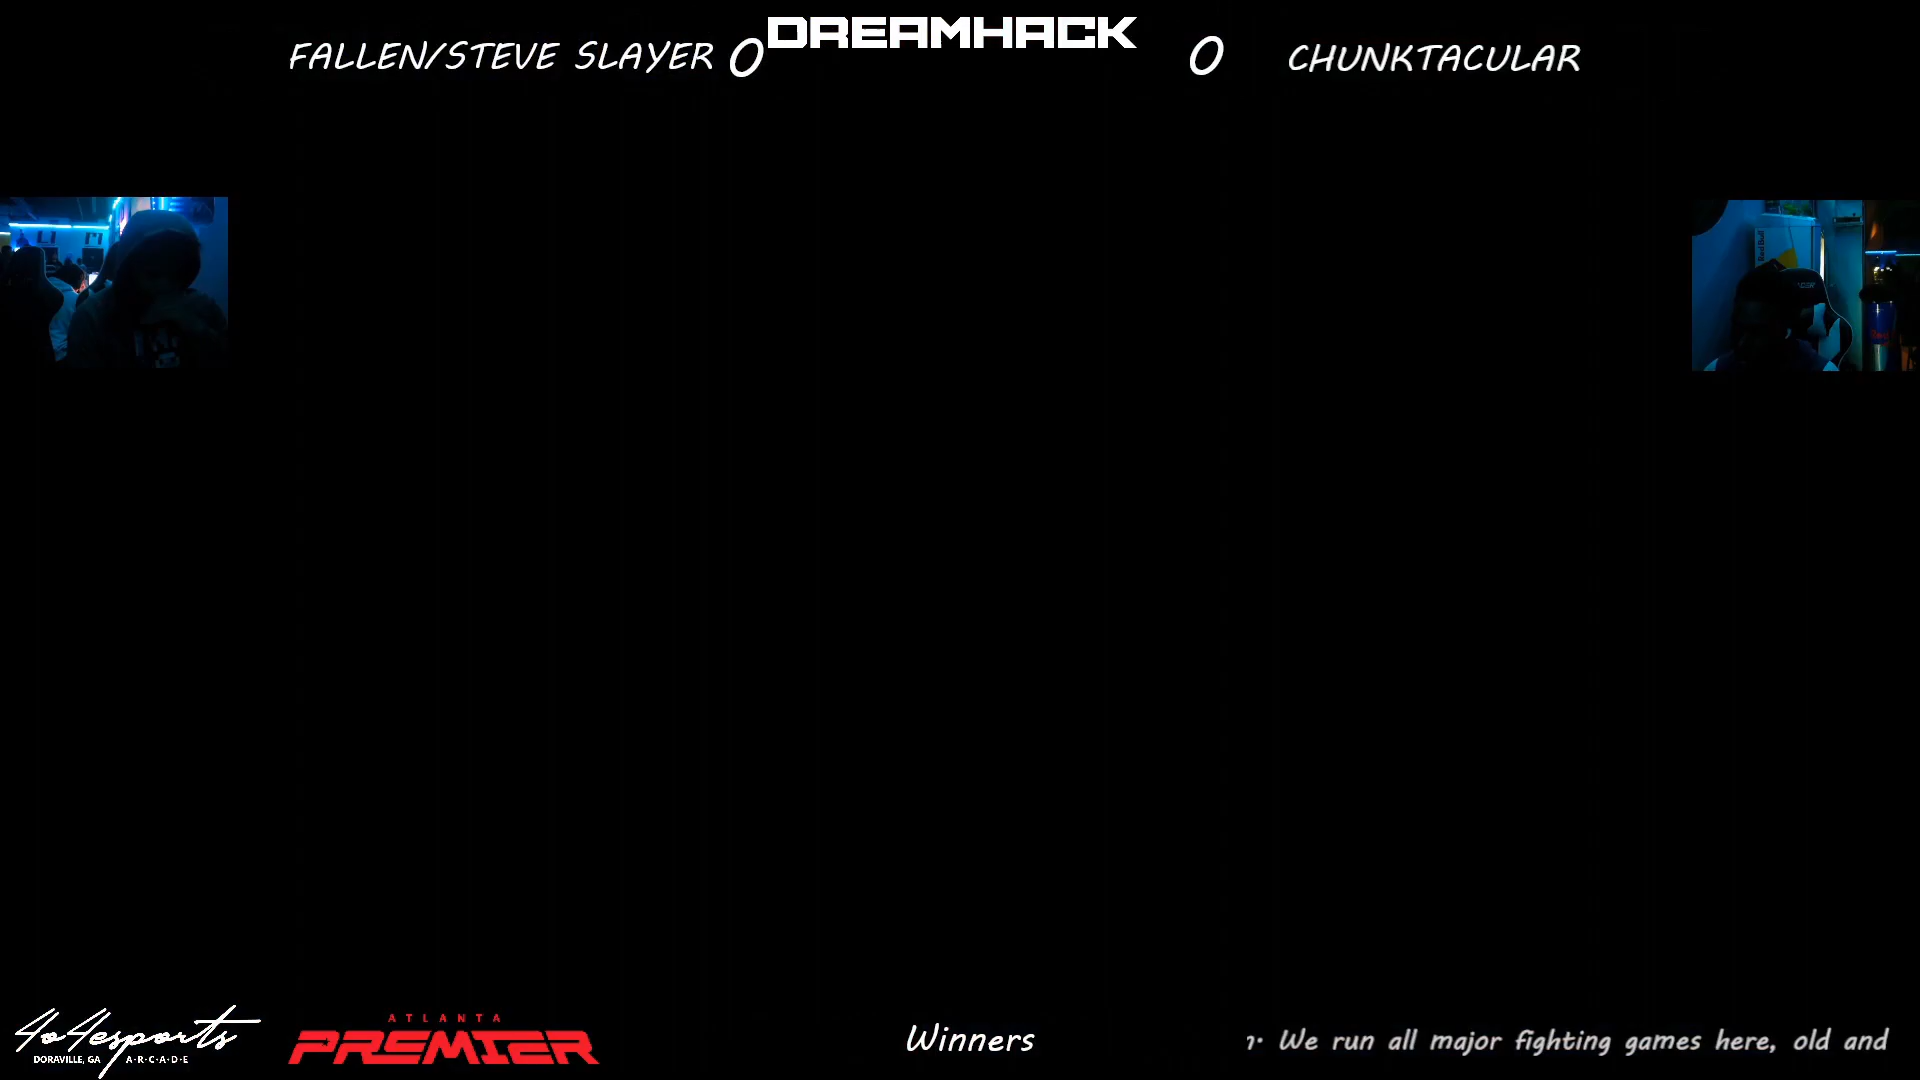 DREAMHACK
FALLEN/STEVE SLAYER 0
0 CHUNKTACULAR
4o4esports
DORAVILLE, GA A·R·C·A·D·E
ATLANTA
PREMIER
Winners
We run all major fighting games here, old and